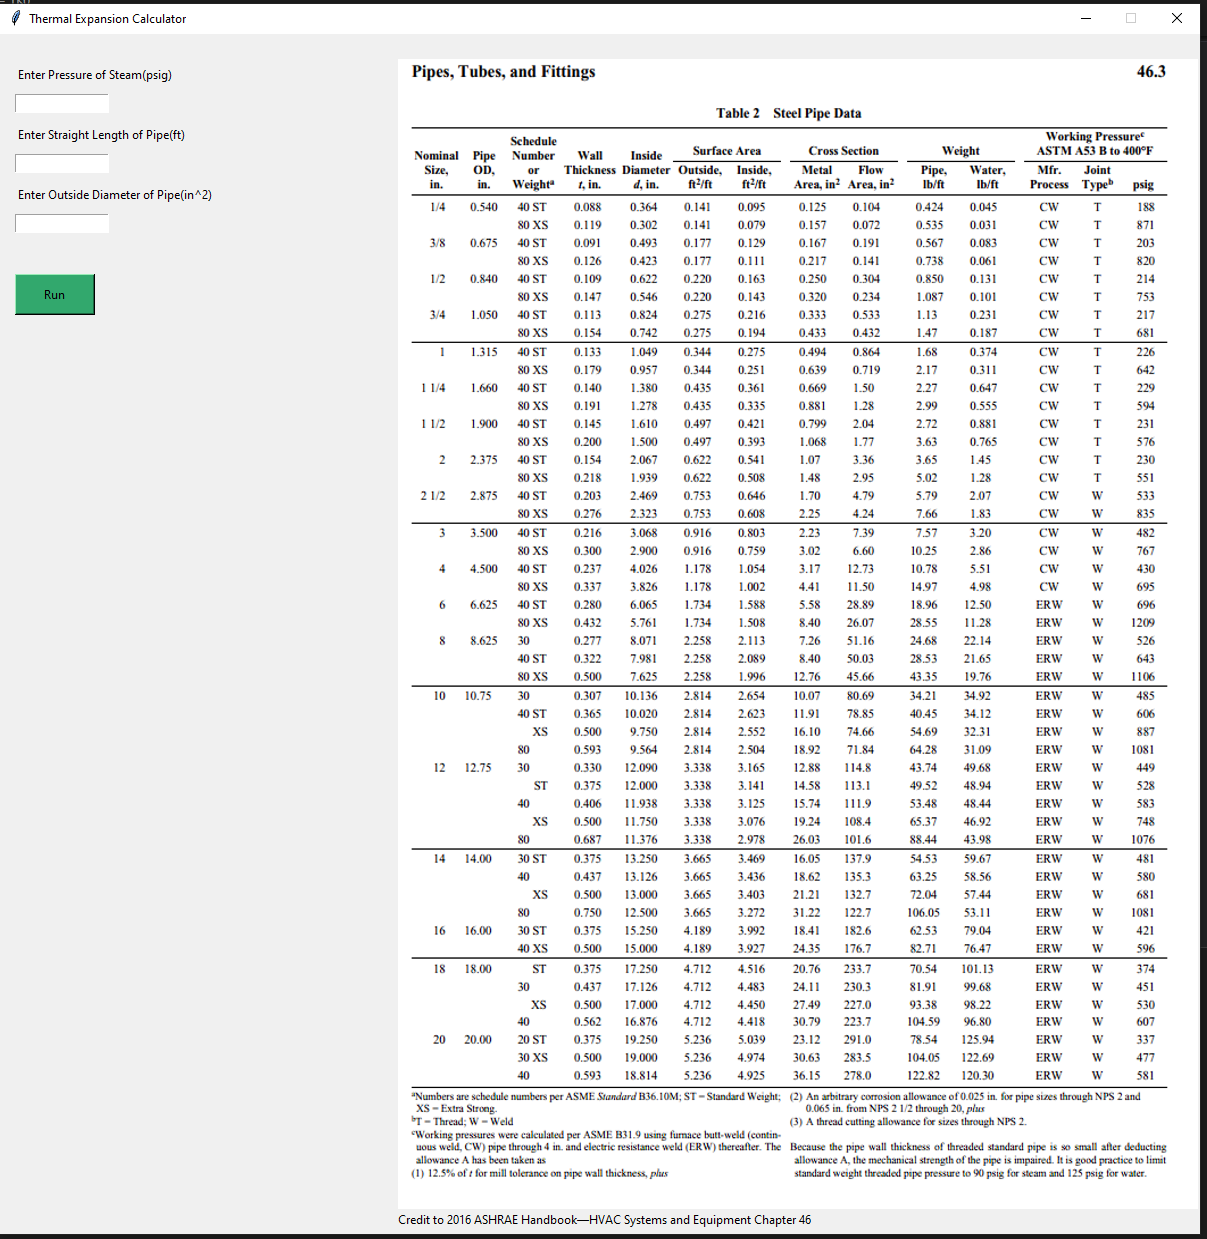 Thermal Expansion Calculator
Enter Pressure of Steam(psig)
Enter Straight Length of Pipe(ft)
Enter Outside Diameter of Pipe(in^2)
Run
Pipes, Tubes, and Fittings 46.3
Table 2 Steel Pipe Data
Schedule Working Pressureᶜ
Nominal Pipe Number Wall Inside Surface Area Cross Section Weight ASTM A53 B to 400°F
Size, OD, or Thickness Diameter Outside, Inside, Metal Flow Pipe, Water, Mfr. Joint
in. in. Weightᵃ t, in. d, in. ft²/ft ft²/ft Area, in² Area, in² lb/ft lb/ft Process Typeᵇ psig
1/4 0.540 40 ST 0.088 0.364 0.141 0.095 0.125 0.104 0.424 0.045 CW T 188
80 XS 0.119 0.302 0.141 0.079 0.157 0.072 0.535 0.031 CW T 871
3/8 0.675 40 ST 0.091 0.493 0.177 0.129 0.167 0.191 0.567 0.083 CW T 203
80 XS 0.126 0.423 0.177 0.111 0.217 0.141 0.738 0.061 CW T 820
1/2 0.840 40 ST 0.109 0.622 0.220 0.163 0.250 0.304 0.850 0.131 CW T 214
80 XS 0.147 0.546 0.220 0.143 0.320 0.234 1.087 0.101 CW T 753
3/4 1.050 40 ST 0.113 0.824 0.275 0.216 0.333 0.533 1.13 0.231 CW T 217
80 XS 0.154 0.742 0.275 0.194 0.433 0.432 1.47 0.187 CW T 681
1 1.315 40 ST 0.133 1.049 0.344 0.275 0.494 0.864 1.68 0.374 CW T 226
80 XS 0.179 0.957 0.344 0.251 0.639 0.719 2.17 0.311 CW T 642
1 1/4 1.660 40 ST 0.140 1.380 0.435 0.361 0.669 1.50 2.27 0.647 CW T 229
80 XS 0.191 1.278 0.435 0.335 0.881 1.28 2.99 0.555 CW T 594
1 1/2 1.900 40 ST 0.145 1.610 0.497 0.421 0.799 2.04 2.72 0.881 CW T 231
80 XS 0.200 1.500 0.497 0.393 1.068 1.77 3.63 0.765 CW T 576
2 2.375 40 ST 0.154 2.067 0.622 0.541 1.07 3.36 3.65 1.45 CW T 230
80 XS 0.218 1.939 0.622 0.508 1.48 2.95 5.02 1.28 CW T 551
2 1/2 2.875 40 ST 0.203 2.469 0.753 0.646 1.70 4.79 5.79 2.07 CW W 533
80 XS 0.276 2.323 0.753 0.608 2.25 4.24 7.66 1.83 CW W 835
3 3.500 40 ST 0.216 3.068 0.916 0.803 2.23 7.39 7.57 3.20 CW W 482
80 XS 0.300 2.900 0.916 0.759 3.02 6.60 10.25 2.86 CW W 767
4 4.500 40 ST 0.237 4.026 1.178 1.054 3.17 12.73 10.78 5.51 CW W 430
80 XS 0.337 3.826 1.178 1.002 4.41 11.50 14.97 4.98 CW W 695
6 6.625 40 ST 0.280 6.065 1.734 1.588 5.58 28.89 18.96 12.50 ERW W 696
80 XS 0.432 5.761 1.734 1.508 8.40 26.07 28.55 11.28 ERW W 1209
8 8.625 30 0.277 8.071 2.258 2.113 7.26 51.16 24.68 22.14 ERW W 526
40 ST 0.322 7.981 2.258 2.089 8.40 50.03 28.53 21.65 ERW W 643
80 XS 0.500 7.625 2.258 1.996 12.76 45.66 43.35 19.76 ERW W 1106
10 10.75 30 0.307 10.136 2.814 2.654 10.07 80.69 34.21 34.92 ERW W 485
40 ST 0.365 10.020 2.814 2.623 11.91 78.85 40.45 34.12 ERW W 606
XS 0.500 9.750 2.814 2.552 16.10 74.66 54.69 32.31 ERW W 887
80 0.593 9.564 2.814 2.504 18.92 71.84 64.28 31.09 ERW W 1081
12 12.75 30 0.330 12.090 3.338 3.165 12.88 114.8 43.74 49.68 ERW W 449
ST 0.375 12.000 3.338 3.141 14.58 113.1 49.52 48.94 ERW W 528
40 0.406 11.938 3.338 3.125 15.74 111.9 53.48 48.44 ERW W 583
XS 0.500 11.750 3.338 3.076 19.24 108.4 65.37 46.92 ERW W 748
80 0.687 11.376 3.338 2.978 26.03 101.6 88.44 43.98 ERW W 1076
14 14.00 30 ST 0.375 13.250 3.665 3.469 16.05 137.9 54.53 59.67 ERW W 481
40 0.437 13.126 3.665 3.436 18.62 135.3 63.25 58.56 ERW W 580
XS 0.500 13.000 3.665 3.403 21.21 132.7 72.04 57.44 ERW W 681
80 0.750 12.500 3.665 3.272 31.22 122.7 106.05 53.11 ERW W 1081
16 16.00 30 ST 0.375 15.250 4.189 3.992 18.41 182.6 62.53 79.04 ERW W 421
40 XS 0.500 15.000 4.189 3.927 24.35 176.7 82.71 76.47 ERW W 596
18 18.00 ST 0.375 17.250 4.712 4.516 20.76 233.7 70.54 101.13 ERW W 374
30 0.437 17.126 4.712 4.483 24.11 230.3 81.91 99.68 ERW W 451
XS 0.500 17.000 4.712 4.450 27.49 227.0 93.38 98.22 ERW W 530
40 0.562 16.876 4.712 4.418 30.79 223.7 104.59 96.80 ERW W 607
20 20.00 20 ST 0.375 19.250 5.236 5.039 23.12 291.0 78.54 125.94 ERW W 337
30 XS 0.500 19.000 5.236 4.974 30.63 283.5 104.05 122.69 ERW W 477
40 0.593 18.814 5.236 4.925 36.15 278.0 122.82 120.30 ERW W 581
ᵃNumbers are schedule numbers per ASME Standard B36.10M; ST = Standard Weight;
XS = Extra Strong.
ᵇT = Thread; W = Weld
ᶜWorking pressures were calculated per ASME B31.9 using furnace butt-weld (contin-
uous weld, CW) pipe through 4 in. and electric resistance weld (ERW) thereafter. The
allowance A has been taken as
(1) 12.5% of t for mill tolerance on pipe wall thickness, plus
(2) An arbitrary corrosion allowance of 0.025 in. for pipe sizes through NPS 2 and
0.065 in. from NPS 2 1/2 through 20, plus
(3) A thread cutting allowance for sizes through NPS 2.
Because the pipe wall thickness of threaded standard pipe is so small after deducting
allowance A, the mechanical strength of the pipe is impaired. It is good practice to limit
standard weight threaded pipe pressure to 90 psig for steam and 125 psig for water.
Credit to 2016 ASHRAE Handbook—HVAC Systems and Equipment Chapter 46